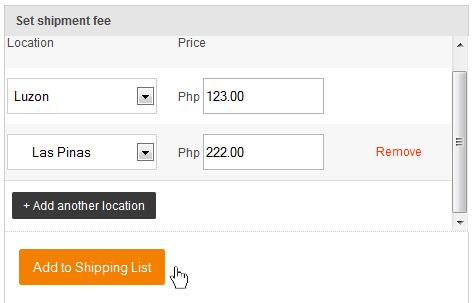 Set shipment fee
Location Price
Luzon Php 123.00
Las Pinas Php 222.00 Remove
+ Add another location
Add to Shipping List